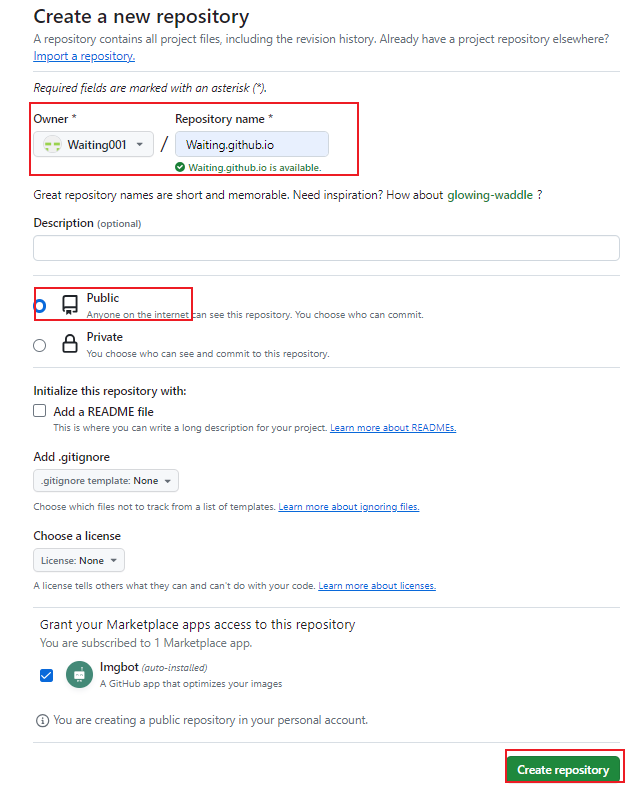 Create a new repository
A repository contains all project files, including the revision history. Already have a project repository elsewhere?
Import a repository.
Required fields are marked with an asterisk (*).
Owner * Repository name *
Waiting001 / Waiting.github.io
Waiting.github.io is available.
Great repository names are short and memorable. Need inspiration? How about glowing-waddle ?
Description (optional)
Public
Anyone on the internet can see this repository. You choose who can commit.
Private
You choose who can see and commit to this repository.
Initialize this repository with:
Add a README file
This is where you can write a long description for your project. Learn more about READMEs.
Add .gitignore
.gitignore template: None
Choose which files not to track from a list of templates. Learn more about ignoring files.
Choose a license
License: None
A license tells others what they can and can't do with your code. Learn more about licenses.
Grant your Marketplace apps access to this repository
You are subscribed to 1 Marketplace app.
Imgbot (auto-installed)
A GitHub app that optimizes your images
You are creating a public repository in your personal account.
Create repository